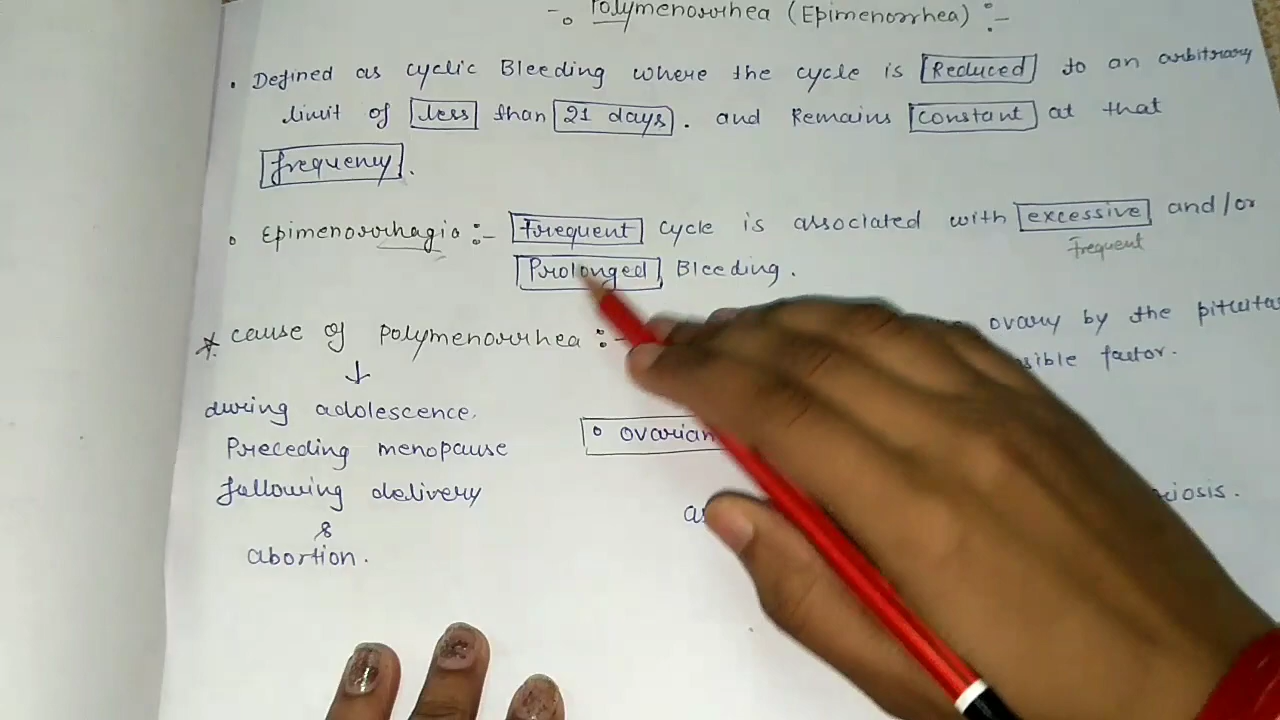 Polymenorrhea (Epimenorrhea) :-
• Defined as cyclic Bleeding where the cycle is Reduced to an arbitrary
limit of less than 21 days. and Remains constant at that
frequency.
• Epimenorrhagia :- Frequent cycle is associated with excessive and/or
Frequent
Prolonged Bleeding.
* cause of polymenorrhea :- ovary by the
factor.
↓
during adolescence.
Preceding menopause
following delivery
&
abortion.
• ovarian